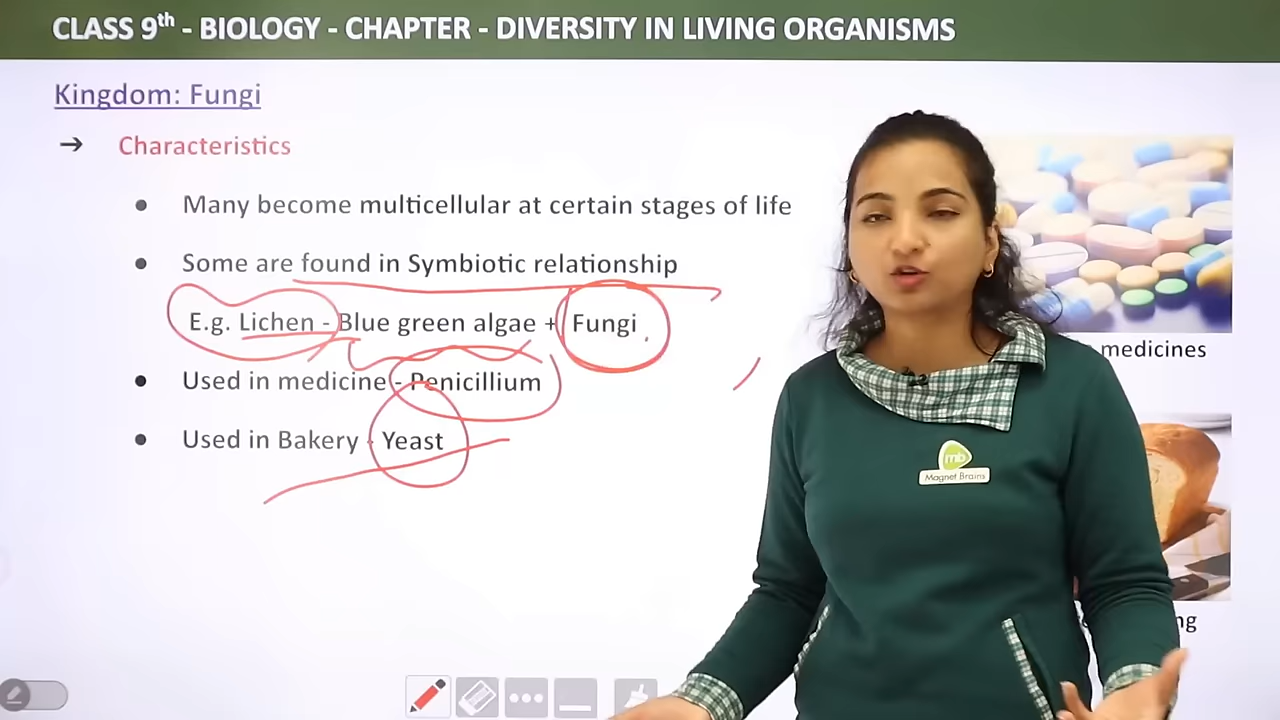 CLASS 9th - BIOLOGY - CHAPTER - DIVERSITY IN LIVING ORGANISMS
Kingdom: Fungi
➔ Characteristics
● Many become multicellular at certain stages of life
● Some are found in Symbiotic relationship
E.g. Lichen - Blue green algae + Fungi
● Used in medicine - Penicillium
● Used in Bakery - Yeast
medicines
mb
Magnet Brains